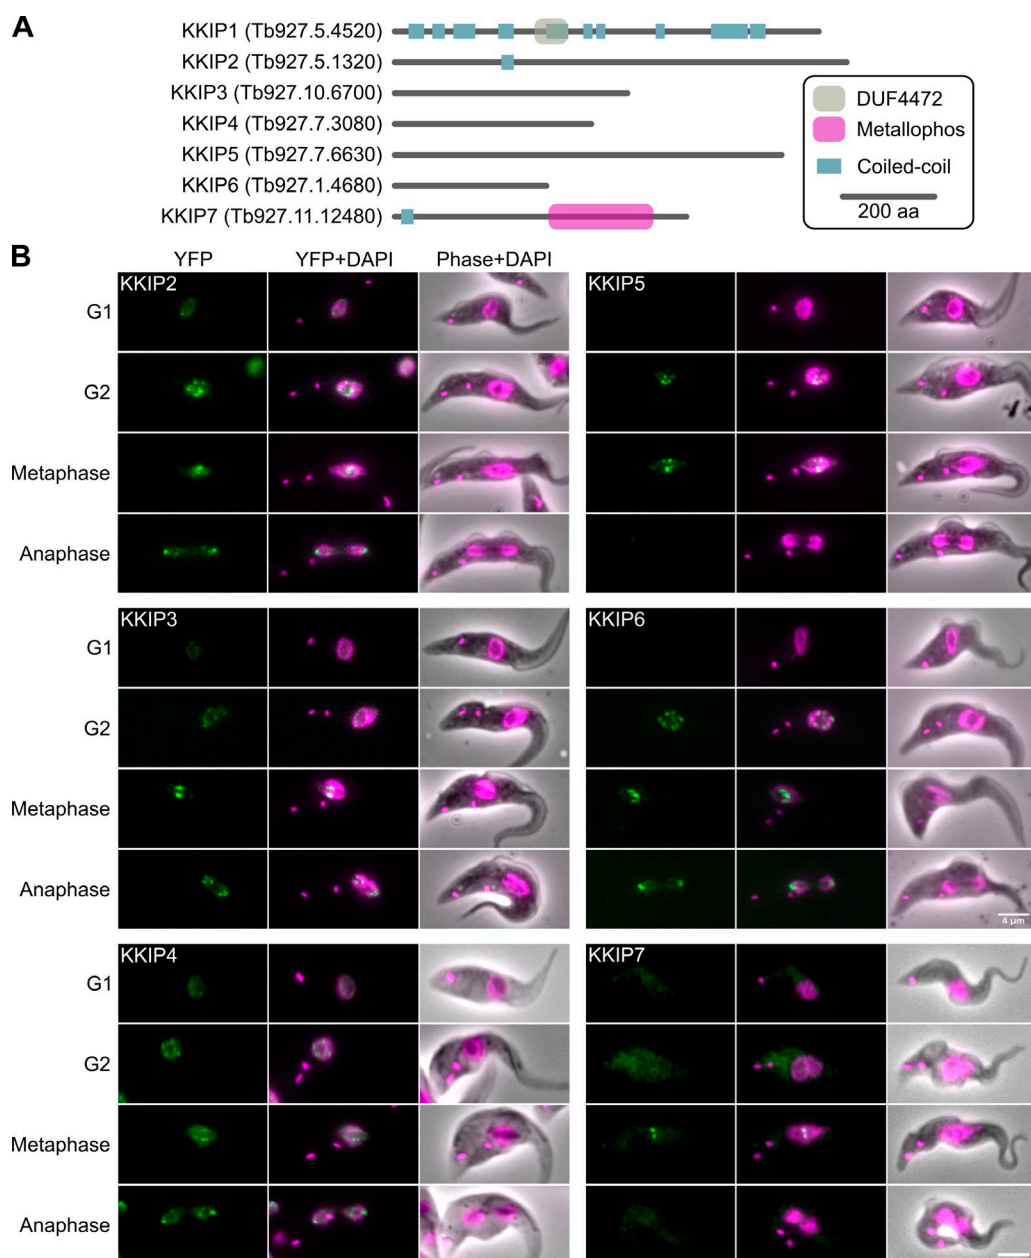 A
KKIP1 (Tb927.5.4520)
KKIP2 (Tb927.5.1320)
KKIP3 (Tb927.10.6700)
KKIP4 (Tb927.7.3080)
KKIP5 (Tb927.7.6630)
KKIP6 (Tb927.1.4680)
KKIP7 (Tb927.11.12480)
DUF4472
Metallophos
Coiled-coil
200 aa
B
YFP YFP+DAPI Phase+DAPI
KKIP2
G1
G2
Metaphase
Anaphase
KKIP5
KKIP3
G1
G2
Metaphase
Anaphase
KKIP6
4 µm
KKIP4
G1
G2
Metaphase
Anaphase
KKIP7